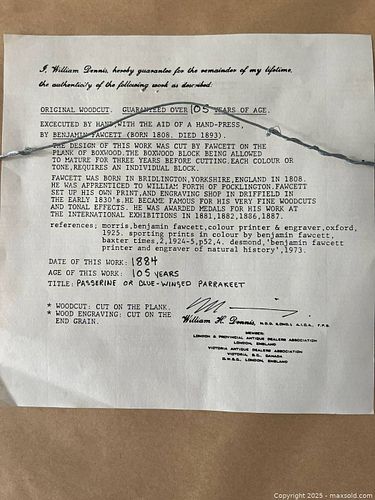 I, William Dennis, hereby guarantee for the remainder of my lifetime,
the authenticity of the following work as described:
ORIGINAL WOODCUT. GUARANTEED OVER 105 YEARS OF AGE.
EXCECUTED BY HAND WITH THE AID OF A HAND-PRESS,
BY BENJAMIN FAWCETT (BORN 1808. DIED 1893).
THE DESIGN OF THIS WORK WAS CUT BY FAWCETT ON THE
PLANK OF BOXWOOD. THE BOXWOOD BLOCK BEING ALLOWED
TO MATURE FOR THREE YEARS BEFORE CUTTING. EACH COLOUR OR
TONE, REQUIRES AN INDIVIDUAL BLOCK.
FAWCETT WAS BORN IN BRIDLINGTON, YORKSHIRE, ENGLAND IN 1808.
HE WAS APPRENTICED TO WILLIAM FORTH OF POCKLINGTON. FAWCETT
SET UP HIS OWN PRINT, AND ENGRAVING SHOP IN DRIFFIELD IN
THE EARLY 1830's. HE BECAME FAMOUS FOR HIS VERY FINE WOODCUTS
AND TONAL EFFECTS. HE WAS AWARDED MEDALS FOR HIS WORK AT
THE INTERNATIONAL EXHIBITIONS IN 1881, 1882, 1886, 1887.
references; morris, benjamin fawcett, colour printer & engraver, oxford,
1925. sporting prints in colour by benjamin fawcett,
baxter times, 2, 1924-5, p52, 4. desmond, 'benjamin fawcett
printer and engraver of natural history', 1973.
DATE OF THIS WORK: 1884
AGE OF THIS WORK: 105 YEARS
TITLE: PASSERINE OR BLUE-WINGED PARRAKEET
* WOODCUT: CUT ON THE PLANK.
* WOOD ENGRAVING: CUT ON THE
END GRAIN.
William H. Dennis,
MEMBER:
LONDON & PROVINCIAL ANTIQUE DEALERS ASSOCIATION
LONDON, ENGLAND
VICTORIA ANTIQUE DEALERS ASSOCIATION
VICTORIA, B.C., CANADA
LONDON, ENGLAND
Copyright 2025 - maxsold.com